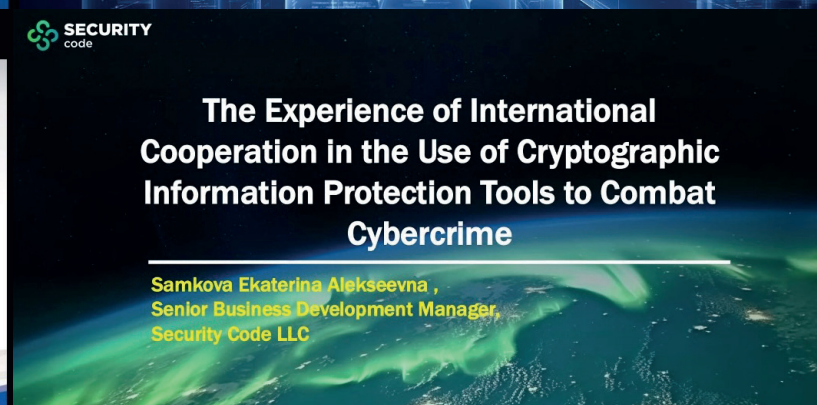 SECURITY
code
The Experience of International
Cooperation in the Use of Cryptographic
Information Protection Tools to Combat
Cybercrime
Samkova Ekaterina Alekseevna ,
Senior Business Development Manager,
Security Code LLC